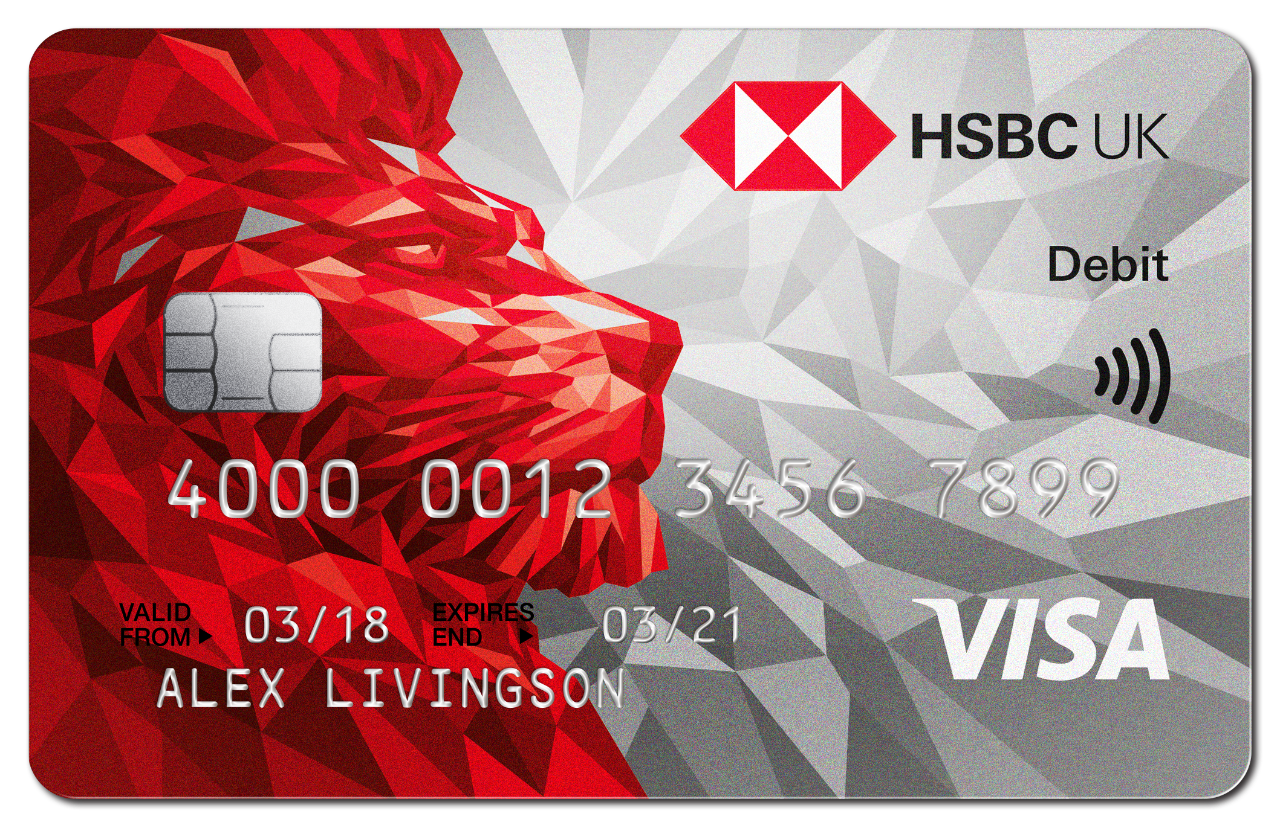 HSBC UK
Debit
4000 0012 3456 7899
VALID FROM 03/18 EXPIRES END 03/21
ALEX LIVINGSON
VISA